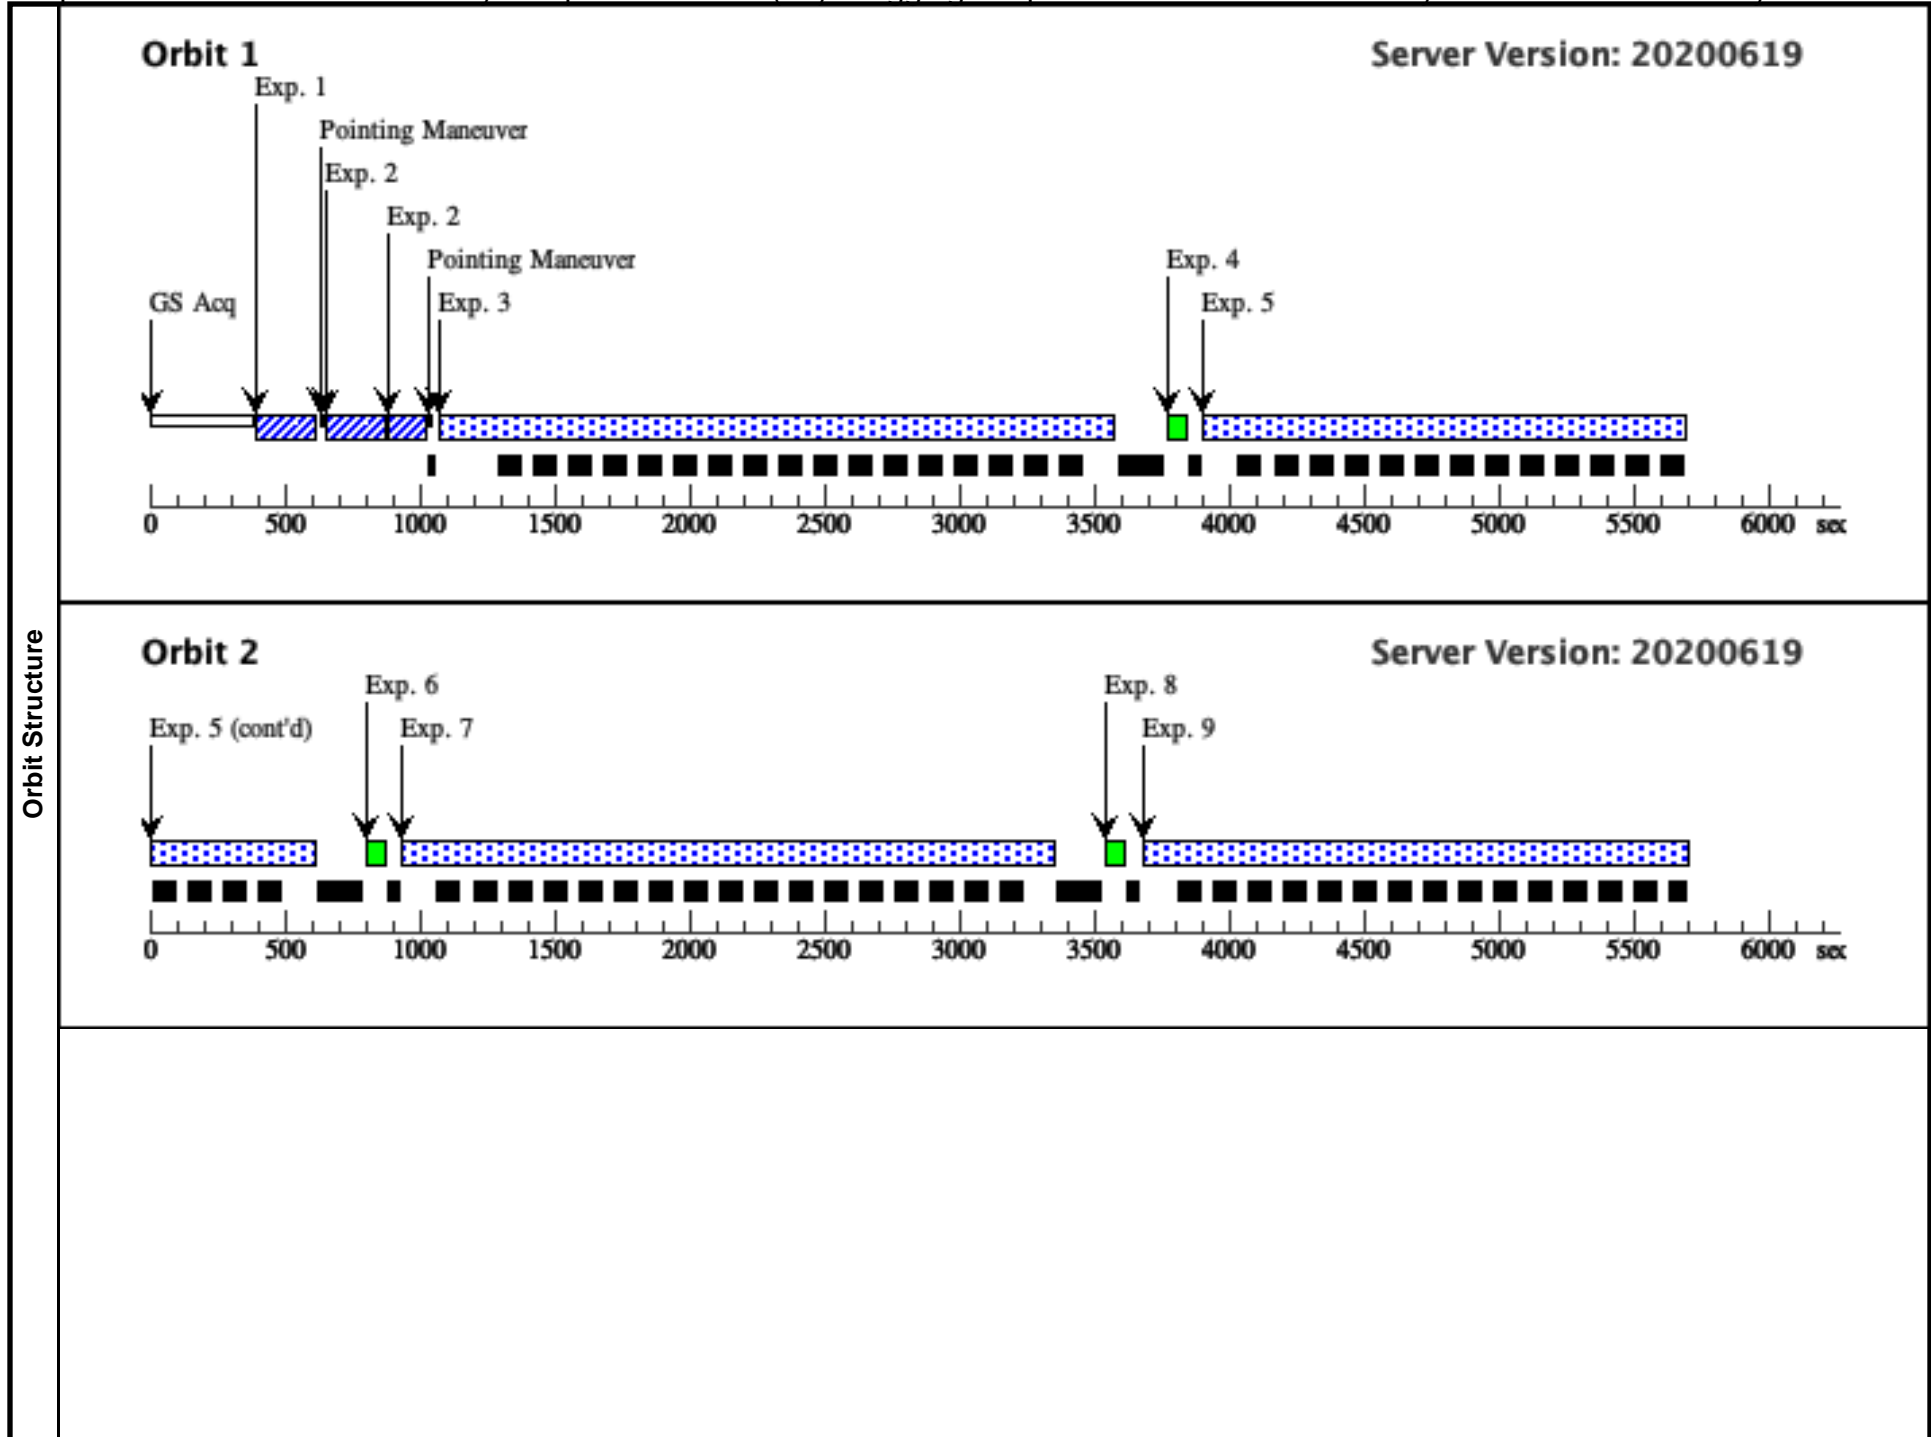 Orbit Structure
Orbit 1 Server Version: 20200619
Exp. 1
Pointing Maneuver
Exp. 2
Exp. 2
Pointing Maneuver Exp. 4
GS Acq Exp. 3 Exp. 5
0 500 1000 1500 2000 2500 3000 3500 4000 4500 5000 5500 6000 sec
Orbit 2 Server Version: 20200619
Exp. 6 Exp. 8
Exp. 5 (cont'd) Exp. 7 Exp. 9
0 500 1000 1500 2000 2500 3000 3500 4000 4500 5000 5500 6000 sec